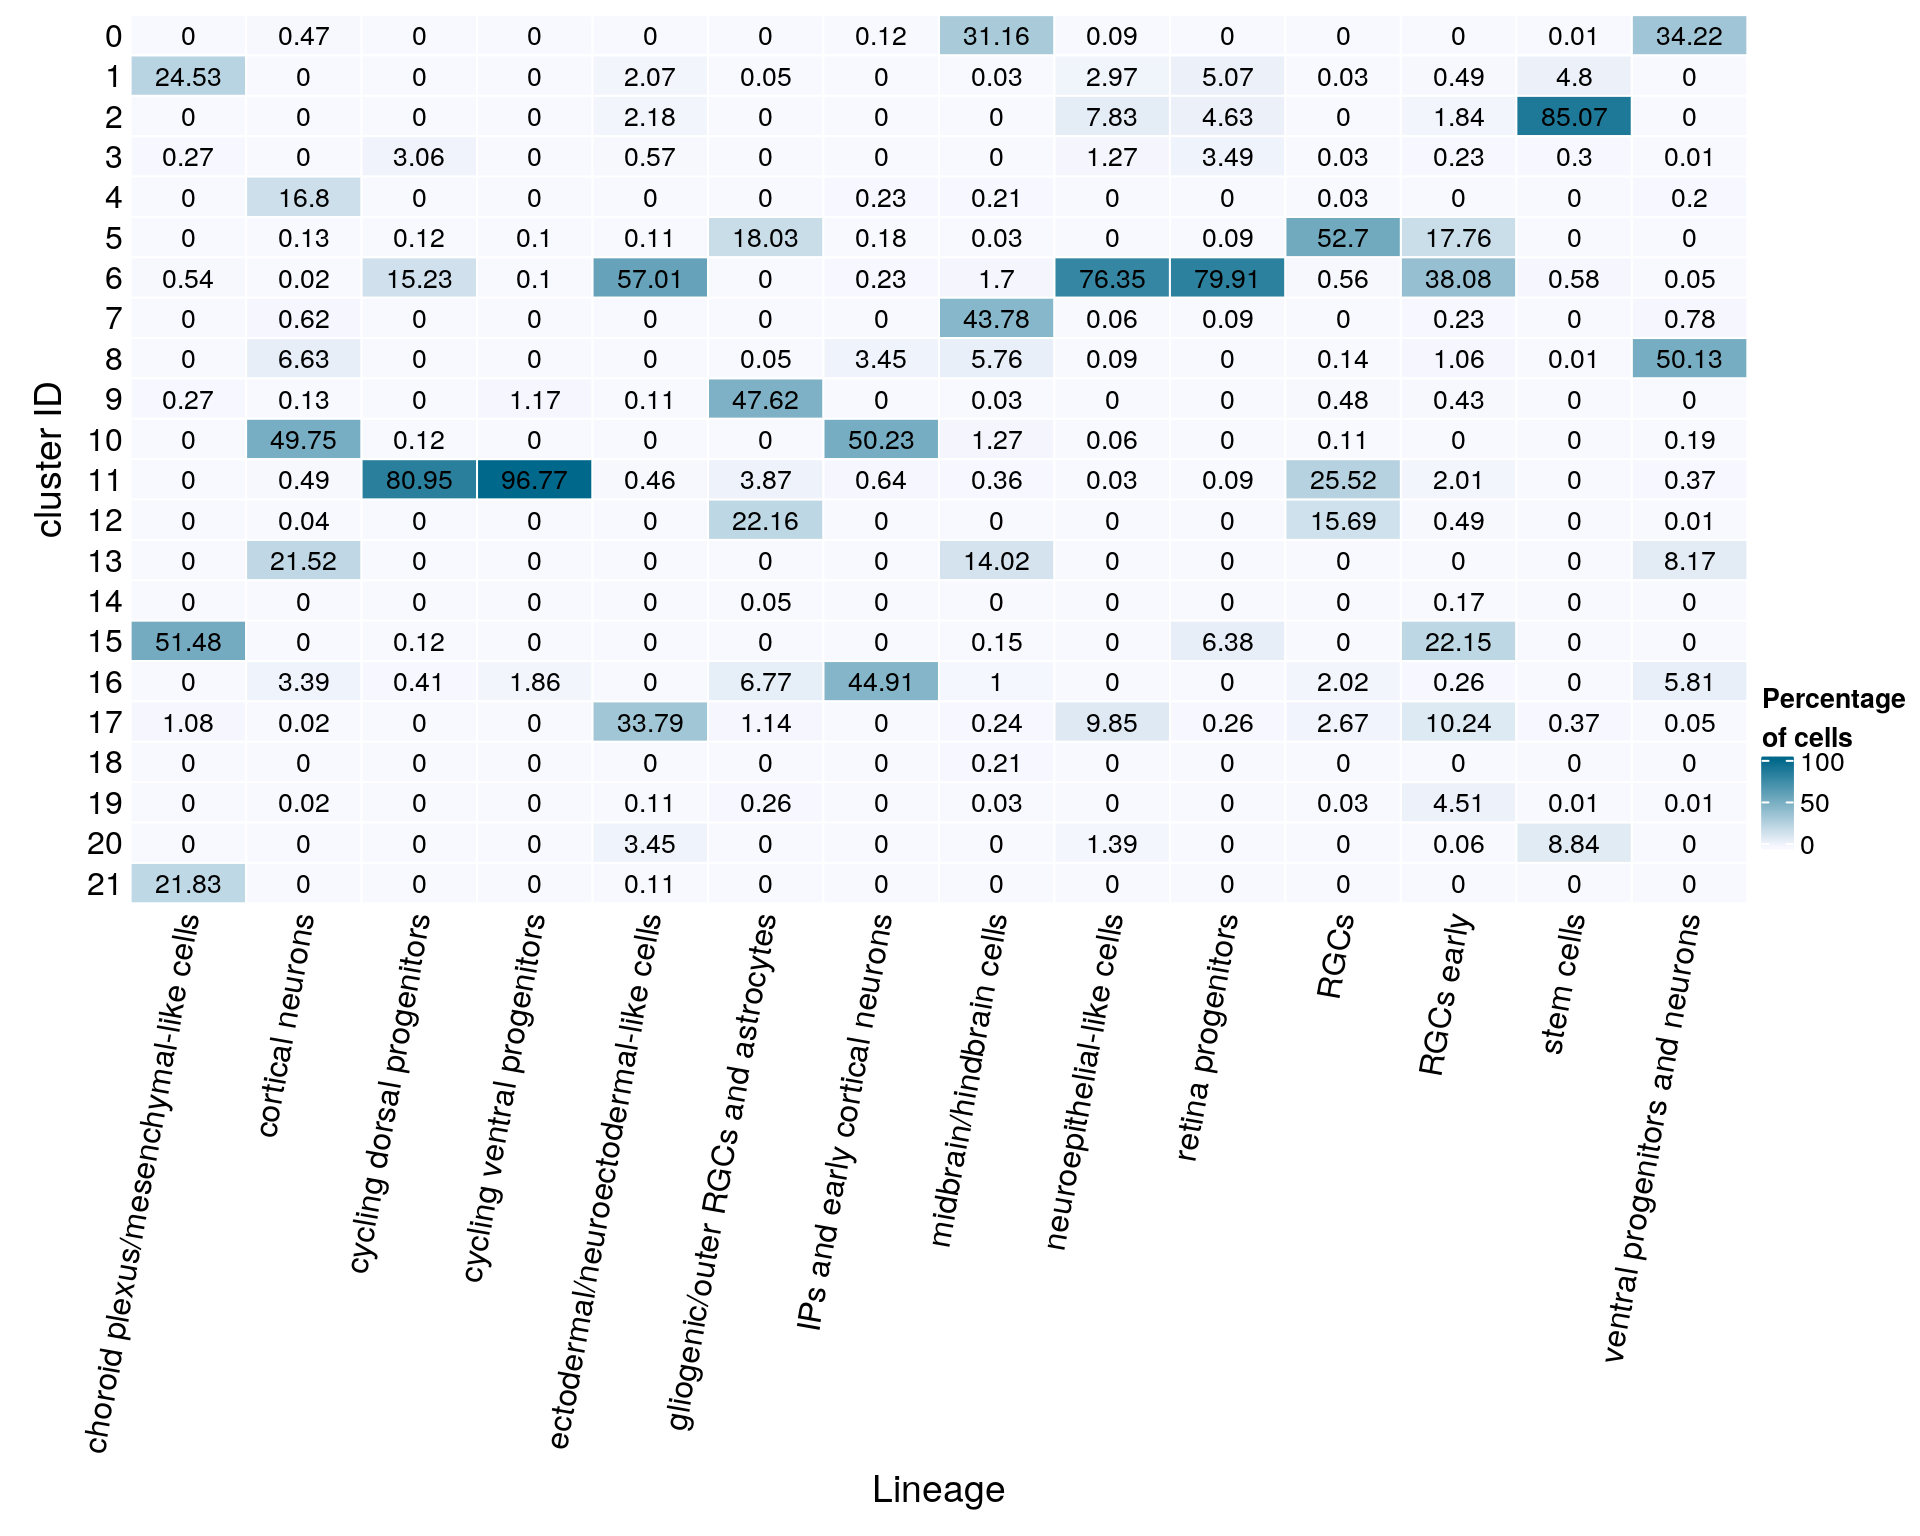 0 0 0.47 0 0 0 0 0.12 31.16 0.09 0 0 0 0.01 34.22
1 24.53 0 0 0 2.07 0.05 0 0.03 2.97 5.07 0.03 0.49 4.8 0
2 0 0 0 0 2.18 0 0 0 7.83 4.63 0 1.84 85.07 0
3 0.27 0 3.06 0 0.57 0 0 0 1.27 3.49 0.03 0.23 0.3 0.01
4 0 16.8 0 0 0 0 0.23 0.21 0 0 0.03 0 0 0.2
5 0 0.13 0.12 0.1 0.11 18.03 0.18 0.03 0 0.09 52.7 17.76 0 0
6 0.54 0.02 15.23 0.1 57.01 0 0.23 1.7 76.35 79.91 0.56 38.08 0.58 0.05
7 0 0.62 0 0 0 0 0 43.78 0.06 0.09 0 0.23 0 0.78
8 0 6.63 0 0 0 0.05 3.45 5.76 0.09 0 0.14 1.06 0.01 50.13
9 0.27 0.13 0 1.17 0.11 47.62 0 0.03 0 0 0.48 0.43 0 0
10 0 49.75 0.12 0 0 0 50.23 1.27 0.06 0 0.11 0 0 0.19
11 0 0.49 80.95 96.77 0.46 3.87 0.64 0.36 0.03 0.09 25.52 2.01 0 0.37
12 0 0.04 0 0 0 22.16 0 0 0 0 15.69 0.49 0 0.01
13 0 21.52 0 0 0 0 0 14.02 0 0 0 0 0 8.17
14 0 0 0 0 0 0.05 0 0 0 0 0 0.17 0 0
15 51.48 0 0.12 0 0 0 0 0.15 0 6.38 0 22.15 0 0
16 0 3.39 0.41 1.86 0 6.77 44.91 1 0 0 2.02 0.26 0 5.81
17 1.08 0.02 0 0 33.79 1.14 0 0.24 9.85 0.26 2.67 10.24 0.37 0.05
18 0 0 0 0 0 0 0 0.21 0 0 0 0 0 0
19 0 0.02 0 0 0.11 0.26 0 0.03 0 0 0.03 4.51 0.01 0.01
20 0 0 0 0 3.45 0 0 0 1.39 0 0 0.06 8.84 0
21 21.83 0 0 0 0.11 0 0 0 0 0 0 0 0 0
cluster ID
choroid plexus/mesenchymal-like cells
cortical neurons
cycling dorsal progenitors
cycling ventral progenitors
ectodermal/neuroectodermal-like cells
gliogenic/outer RGCs and astrocytes
IPs and early cortical neurons
midbrain/hindbrain cells
neuroepithelial-like cells
retina progenitors
RGCs
RGCs early
stem cells
ventral progenitors and neurons
Lineage
Percentage
of cells
100
50
0